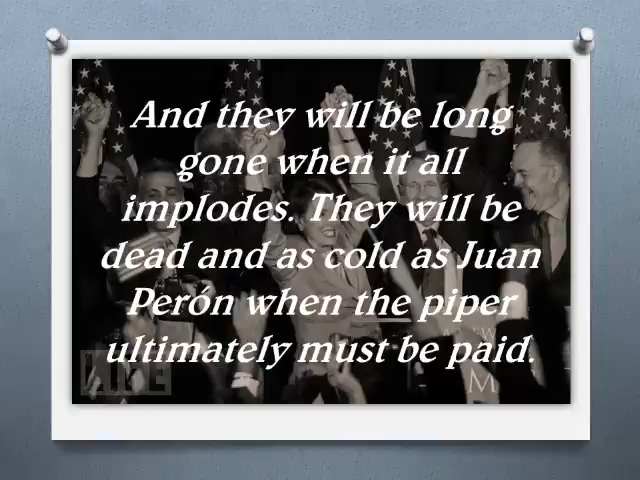 And they will be long
gone when it all
implodes. They will be
dead and as cold as Juan
Perón when the piper
ultimately must be paid.
LIFE
M